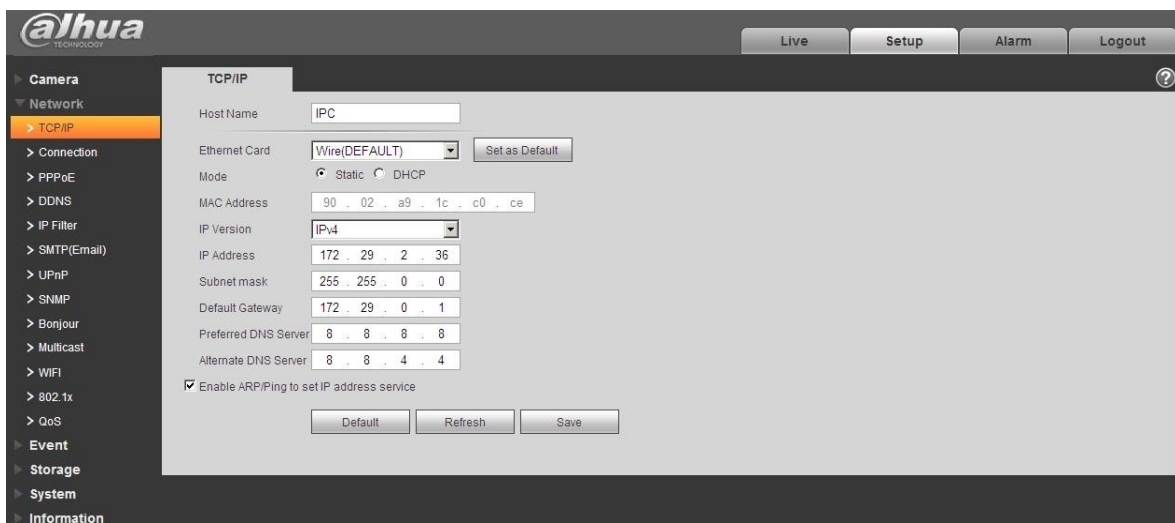 alhua
TECHNOLOGY
Live Setup Alarm Logout
Camera
Network
> TCP/IP
> Connection
> PPPoE
> DDNS
> IP Filter
> SMTP(Email)
> UPnP
> SNMP
> Bonjour
> Multicast
> WIFI
> 802.1x
> QoS
Event
Storage
System
Information
TCP/IP
?
Host Name IPC
Ethernet Card Wire(DEFAULT) Set as Default
Mode Static DHCP
MAC Address 90 . 02 . a9 . 1c . c0 . ce
IP Version IPv4
IP Address 172 . 29 . 2 . 36
Subnet mask 255 . 255 . 0 . 0
Default Gateway 172 . 29 . 0 . 1
Preferred DNS Server 8 . 8 . 8 . 8
Alternate DNS Server 8 . 8 . 4 . 4
Enable ARP/Ping to set IP address service
Default Refresh Save